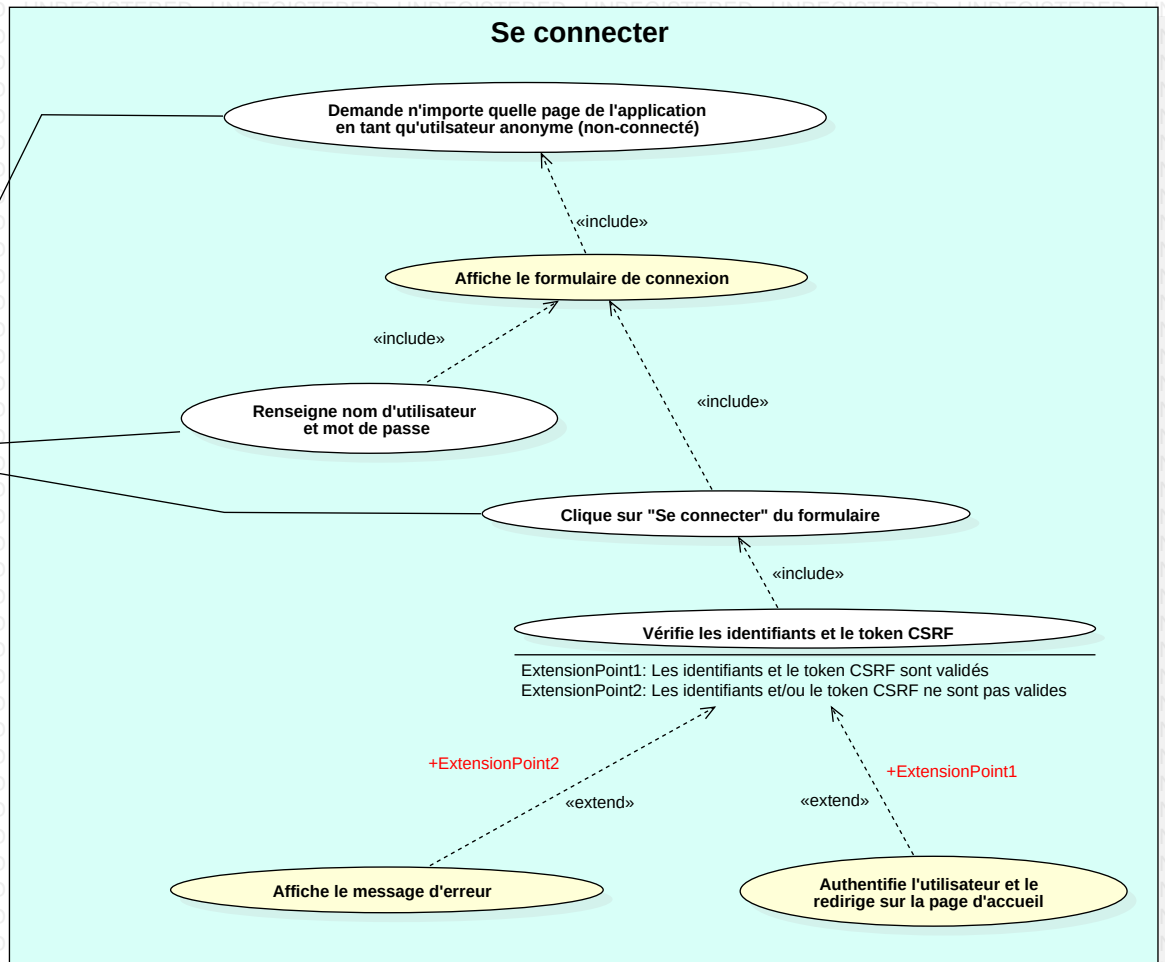 Se connecter
Demande n'importe quelle page de l'application
en tant qu'utilsateur anonyme (non-connecté)
«include»
Affiche le formulaire de connexion
«include»
«include»
Renseigne nom d'utilisateur
et mot de passe
Clique sur "Se connecter" du formulaire
«include»
Vérifie les identifiants et le token CSRF
ExtensionPoint1: Les identifiants et le token CSRF sont validés
ExtensionPoint2: Les identifiants et/ou le token CSRF ne sont pas valides
+ExtensionPoint2
+ExtensionPoint1
«extend»
«extend»
Affiche le message d'erreur
Authentifie l'utilisateur et le
redirige sur la page d'accueil